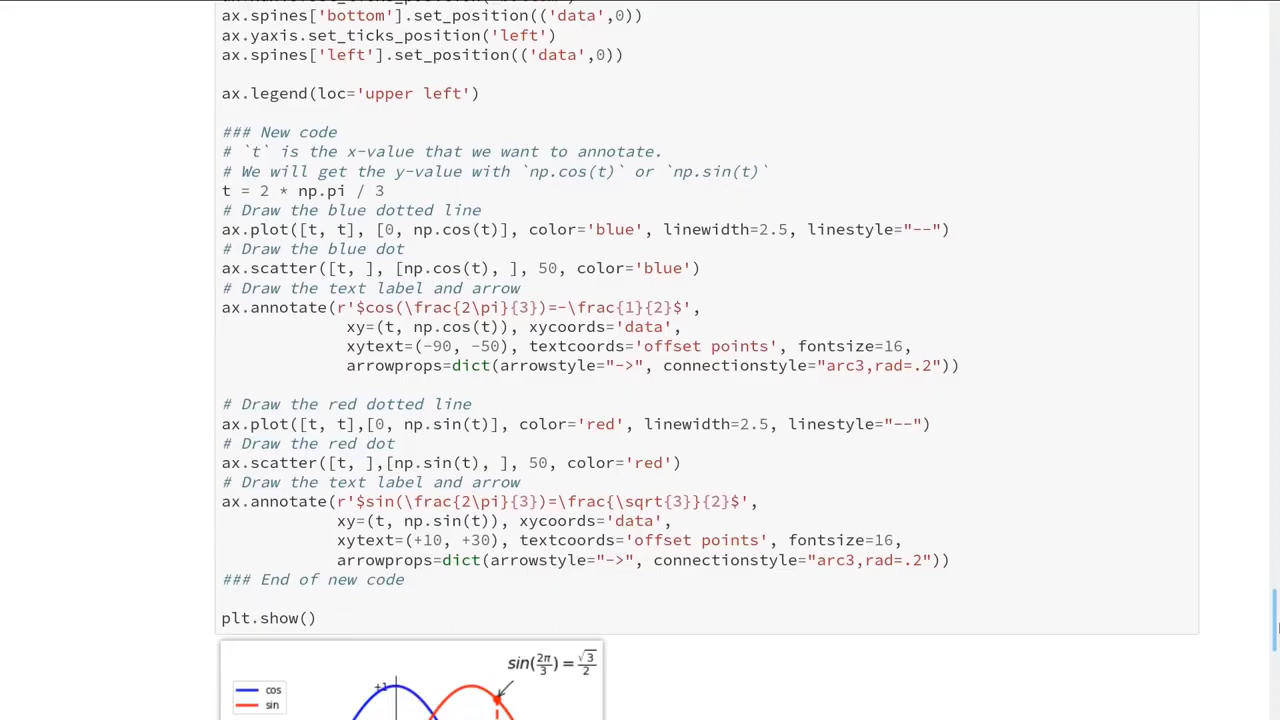 ax.spines['bottom'].set_position(('data',0))
ax.yaxis.set_ticks_position('left')
ax.spines['left'].set_position(('data',0))
ax.legend(loc='upper left')
### New code
# `t` is the x-value that we want to annotate.
# We will get the y-value with `np.cos(t)` or `np.sin(t)`
t = 2 * np.pi / 3
# Draw the blue dotted line
ax.plot([t, t], [0, np.cos(t)], color='blue', linewidth=2.5, linestyle="--")
# Draw the blue dot
ax.scatter([t, ], [np.cos(t), ], 50, color='blue')
# Draw the text label and arrow
ax.annotate(r'$cos(\frac{2\pi}{3})=-\frac{1}{2}$',
xy=(t, np.cos(t)), xycoords='data',
xytext=(-90, -50), textcoords='offset points', fontsize=16,
arrowprops=dict(arrowstyle="->", connectionstyle="arc3,rad=.2"))
# Draw the red dotted line
ax.plot([t, t],[0, np.sin(t)], color='red', linewidth=2.5, linestyle="--")
# Draw the red dot
ax.scatter([t, ],[np.sin(t), ], 50, color='red')
# Draw the text label and arrow
ax.annotate(r'$sin(\frac{2\pi}{3})=\frac{\sqrt{3}}{2}$',
xy=(t, np.sin(t)), xycoords='data',
xytext=(+10, +30), textcoords='offset points', fontsize=16,
arrowprops=dict(arrowstyle="->", connectionstyle="arc3,rad=.2"))
### End of new code
plt.show()
sin(2π/3) = √3/2
+1
cos
sin